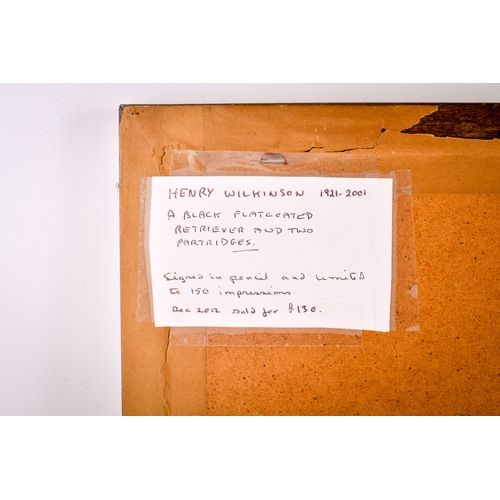 HENRY WILKINSON 1921-2001
A BLACK FLATCOATED
RETRIEVER AND TWO
PARTRIDGES.
Signed in pencil and limited
to 150 impressions.
Dec 2012 sold for £130.